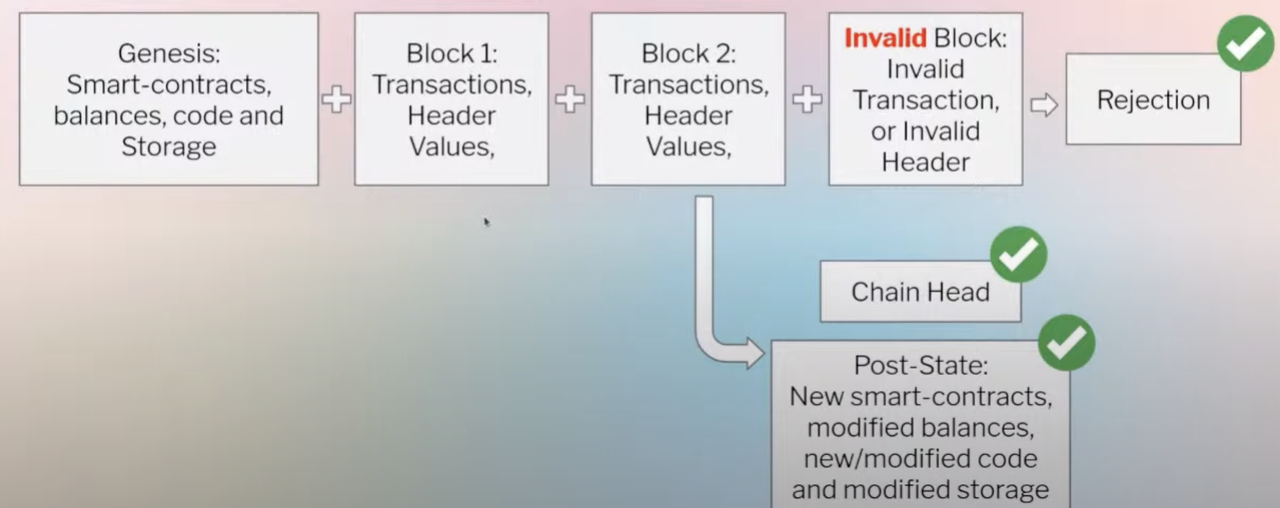 Genesis:
Smart-contracts,
balances, code and
Storage
Block 1:
Transactions,
Header
Values,
Block 2:
Transactions,
Header
Values,
Invalid Block:
Invalid
Transaction,
or Invalid
Header
Rejection
Chain Head
Post-State:
New smart-contracts,
modified balances,
new/modified code
and modified storage